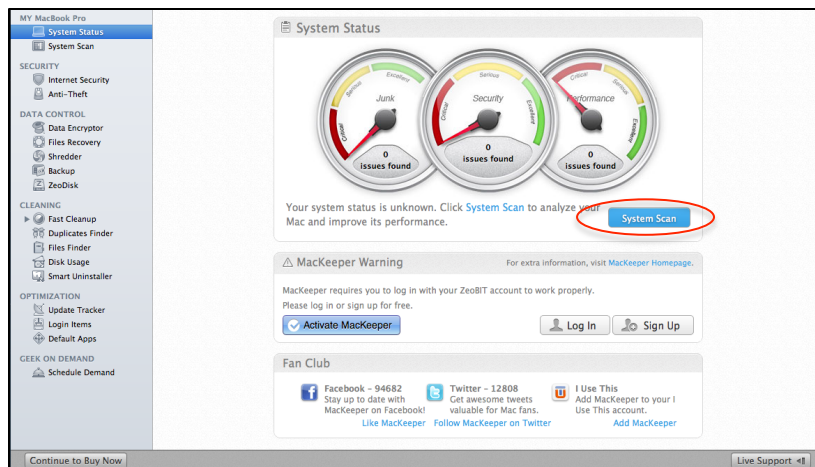 MY MacBook Pro
System Status
System Scan
SECURITY
Internet Security
Anti-Theft
DATA CONTROL
Data Encryptor
Files Recovery
Shredder
Backup
ZeoDisk
CLEANING
Fast Cleanup
Duplicates Finder
Files Finder
Disk Usage
Smart Uninstaller
OPTIMIZATION
Update Tracker
Login Items
Default Apps
GEEK ON DEMAND
Schedule Demand
System Status
Critical Serious Excellent
Junk
0
issues found
Critical Serious Excellent
Security
0
issues found
Critical Serious Excellent
Performance
0
issues found
Your system status is unknown. Click System Scan to analyze your
Mac and improve its performance.
System Scan
MacKeeper Warning
For extra information, visit MacKeeper Homepage.
MacKeeper requires you to log in with your ZeoBIT account to work properly.
Please log in or sign up for free.
Activate MacKeeper
Log In
Sign Up
Fan Club
Facebook - 94682
Stay up to date with
MacKeeper on Facebook!
Like MacKeeper
Twitter - 12808
Get awesome tweets
valuable for Mac fans.
Follow MacKeeper on Twitter
I Use This
Add MacKeeper to your I
Use This account.
Add MacKeeper
Continue to Buy Now
Live Support